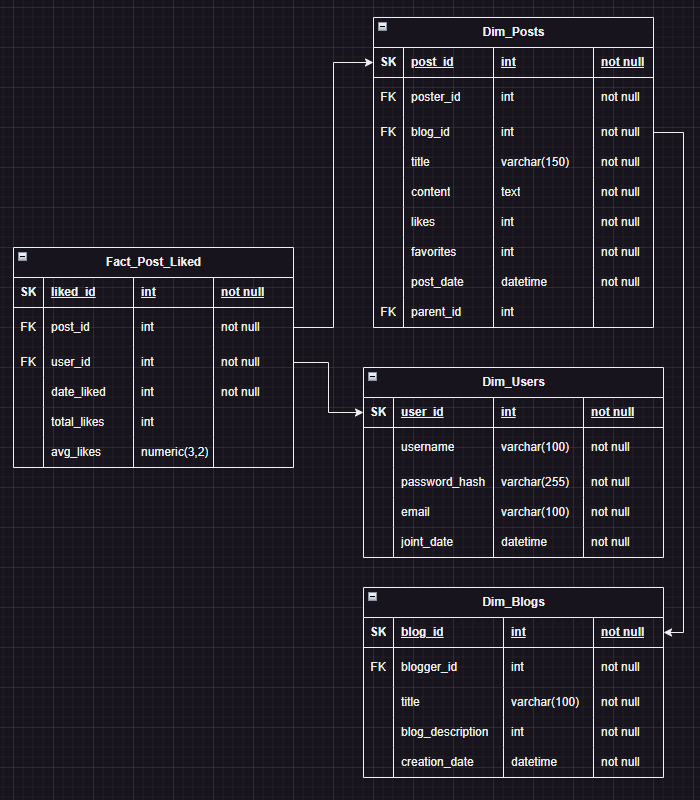 Dim_Posts
SK post_id int not null
FK poster_id int not null
FK blog_id int not null
title varchar(150) not null
content text not null
likes int not null
favorites int not null
post_date datetime not null
FK parent_id int
Fact_Post_Liked
SK liked_id int not null
FK post_id int not null
FK user_id int not null
date_liked int not null
total_likes int
avg_likes numeric(3,2)
Dim_Users
SK user_id int not null
username varchar(100) not null
password_hash varchar(255) not null
email varchar(100) not null
joint_date datetime not null
Dim_Blogs
SK blog_id int not null
FK blogger_id int not null
title varchar(100) not null
blog_description int not null
creation_date datetime not null